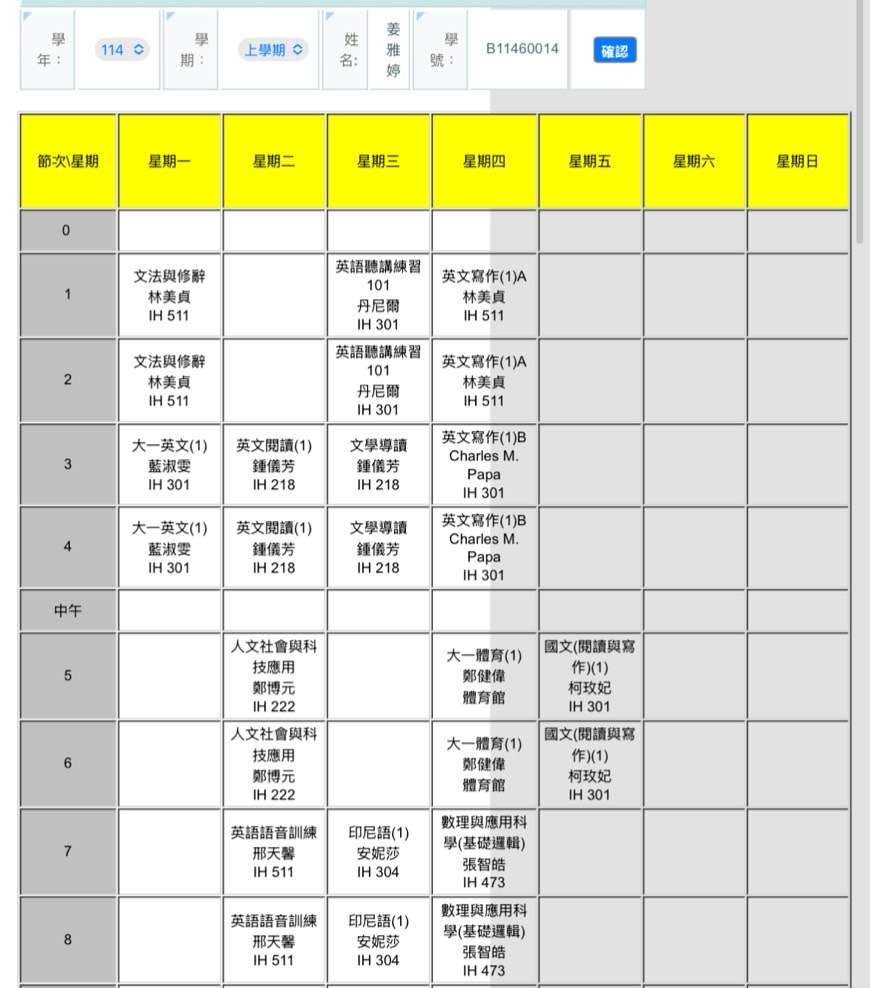 學年： 114 學期： 上學期 姓名: 姜雅婷 學號： B11460014 確認
節次\星期 星期一 星期二 星期三 星期四 星期五 星期六 星期日
0
1
文法與修辭
林美貞
IH 511
英語聽講練習
101
丹尼爾
IH 301
英文寫作(1)A
林美貞
IH 511
2
文法與修辭
林美貞
IH 511
英語聽講練習
101
丹尼爾
IH 301
英文寫作(1)A
林美貞
IH 511
3
大一英文(1)
藍淑雯
IH 301
英文閱讀(1)
鍾儀芳
IH 218
文學導讀
鍾儀芳
IH 218
英文寫作(1)B
Charles M.
Papa
IH 301
4
大一英文(1)
藍淑雯
IH 301
英文閱讀(1)
鍾儀芳
IH 218
文學導讀
鍾儀芳
IH 218
英文寫作(1)B
Charles M.
Papa
IH 301
中午
5
人文社會與科
技應用
鄭博元
IH 222
大一體育(1)
鄭健偉
體育館
國文(閱讀與寫
作)(1)
柯玫妃
IH 301
6
人文社會與科
技應用
鄭博元
IH 222
大一體育(1)
鄭健偉
體育館
國文(閱讀與寫
作)(1)
柯玫妃
IH 301
7
英語語音訓練
邢天馨
IH 511
印尼語(1)
安妮莎
IH 304
數理與應用科
學(基礎邏輯)
張智皓
IH 473
8
英語語音訓練
邢天馨
IH 511
印尼語(1)
安妮莎
IH 304
數理與應用科
學(基礎邏輯)
張智皓
IH 473